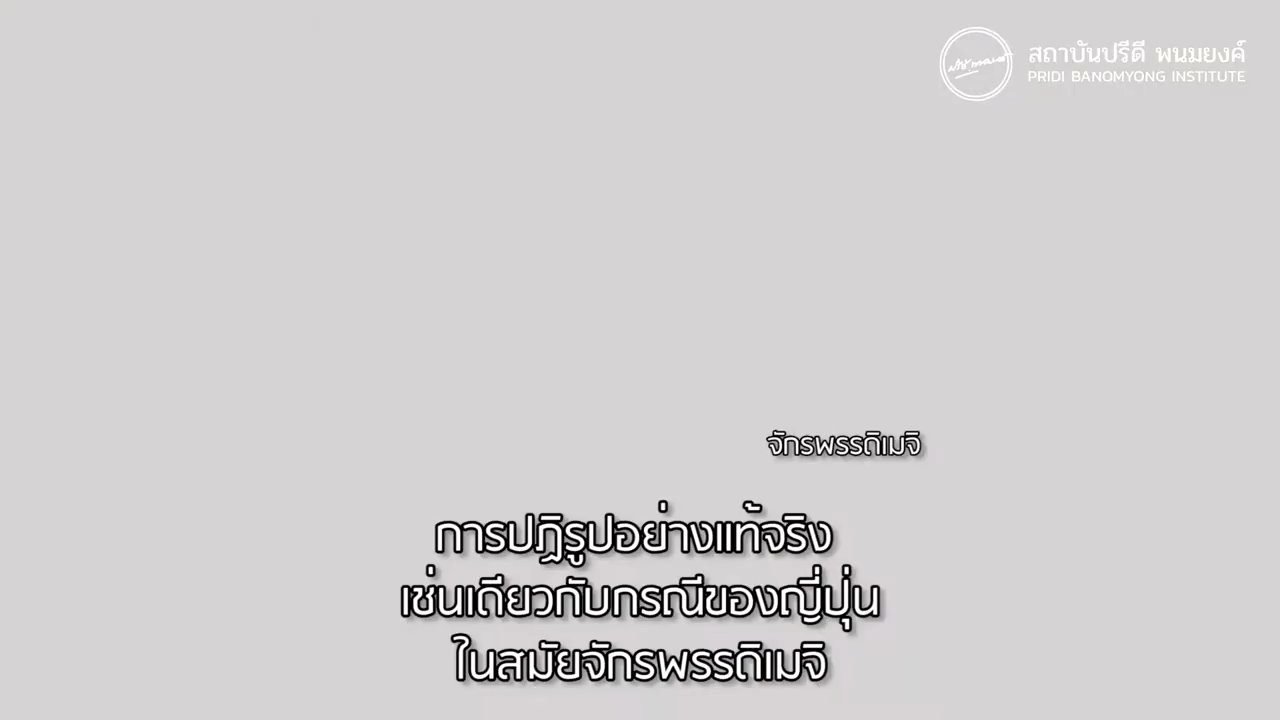 สถาบันปรีดี พนมยงค์
PRIDI BANOMYONG INSTITUTE
จักรพรรดิเมจิ
การปฏิรูปอย่างแท้จริง
เช่นเดียวกับกรณีของญี่ปุ่น
ในสมัยจักรพรรดิเมจิ